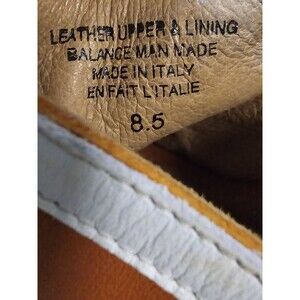 LEATHER UPPER & LINING
BALANCE MAN MADE
MADE IN ITALY
EN FAIT L'ITALIE
8.5